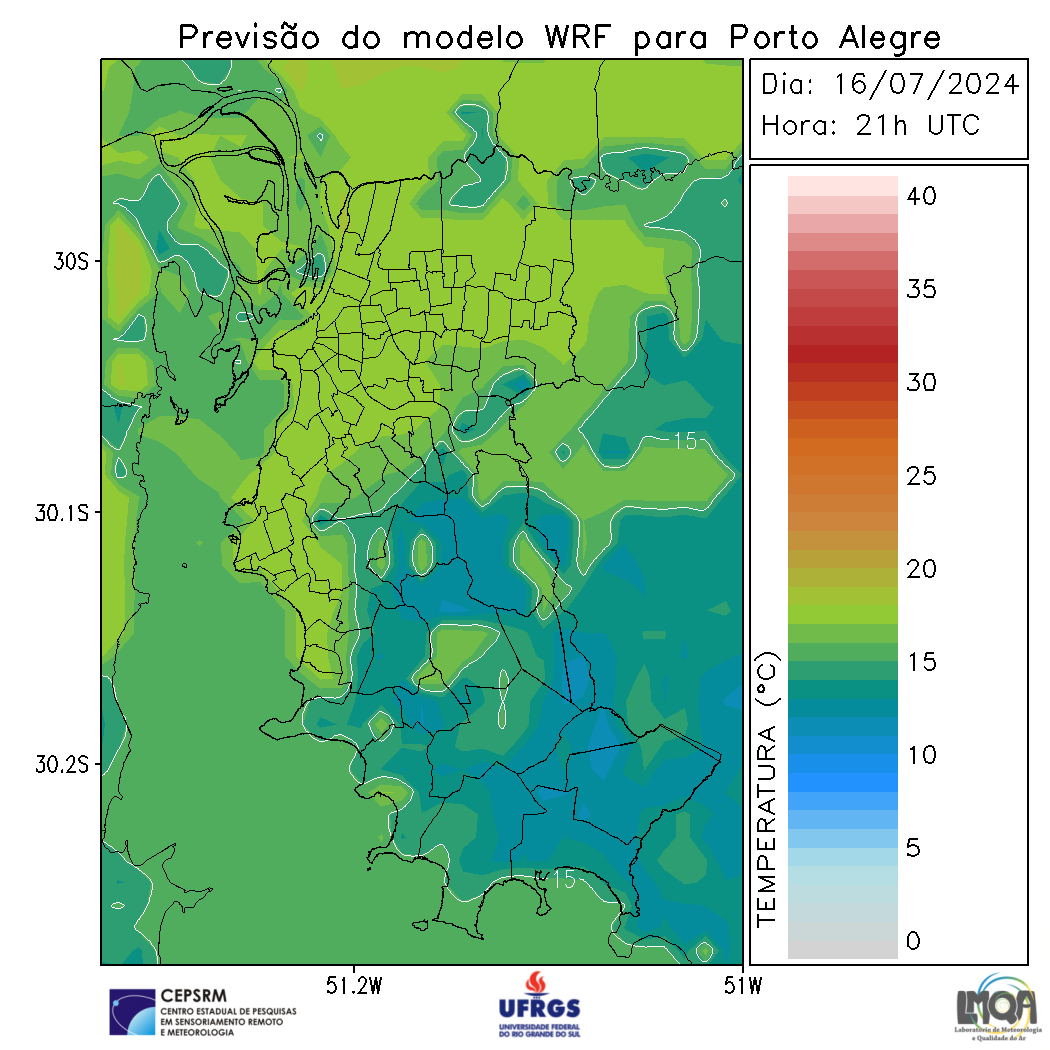 Previsão do modelo WRF para Porto Alegre
Dia: 16/07/2024
Hora: 21h UTC
40
35
30
25
20
15
10
5
0
TEMPERATURA (°C)
30S
30.1S
30.2S
51.2W
51W
15
15
CEPSRM
CENTRO ESTADUAL DE PESQUISAS
EM SENSORIAMENTO REMOTO
E METEOROLOGIA
UFRGS
UNIVERSIDADE FEDERAL
DO RIO GRANDE DO SUL
LMQA
Laboratório de Meteorologia
e Qualidade do Ar